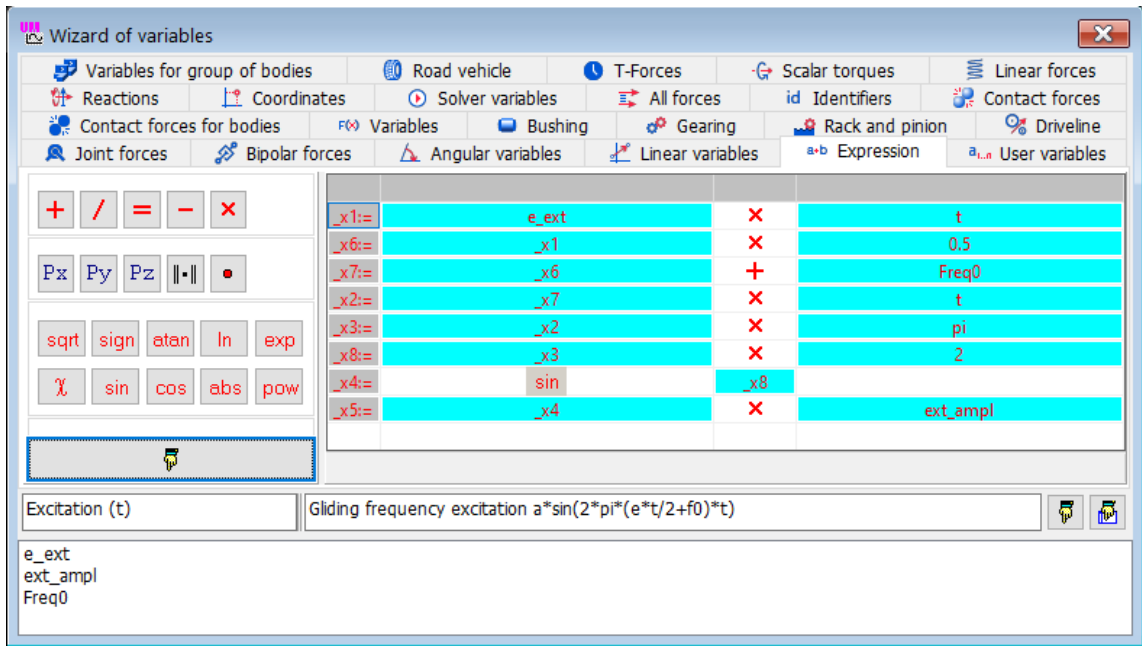 UM Wizard of variables
Variables for group of bodies Road vehicle T-Forces Scalar torques Linear forces
Reactions Coordinates Solver variables All forces id Identifiers Contact forces
Contact forces for bodies F(x) Variables Bushing Gearing Rack and pinion Driveline
Joint forces Bipolar forces Angular variables Linear variables a+b Expression a1..n User variables
+ / = − ×
Px Py Pz ‖•‖ •
sqrt sign atan ln exp
χ sin cos abs pow
_x1:= e_ext × t
_x6:= _x1 × 0.5
_x7:= _x6 + Freq0
_x2:= _x7 × t
_x3:= _x2 × pi
_x8:= _x3 × 2
_x4:= sin _x8
_x5:= _x4 × ext_ampl
Excitation (t) Gliding frequency excitation a*sin(2*pi*(e*t/2+f0)*t)
e_ext
ext_ampl
Freq0